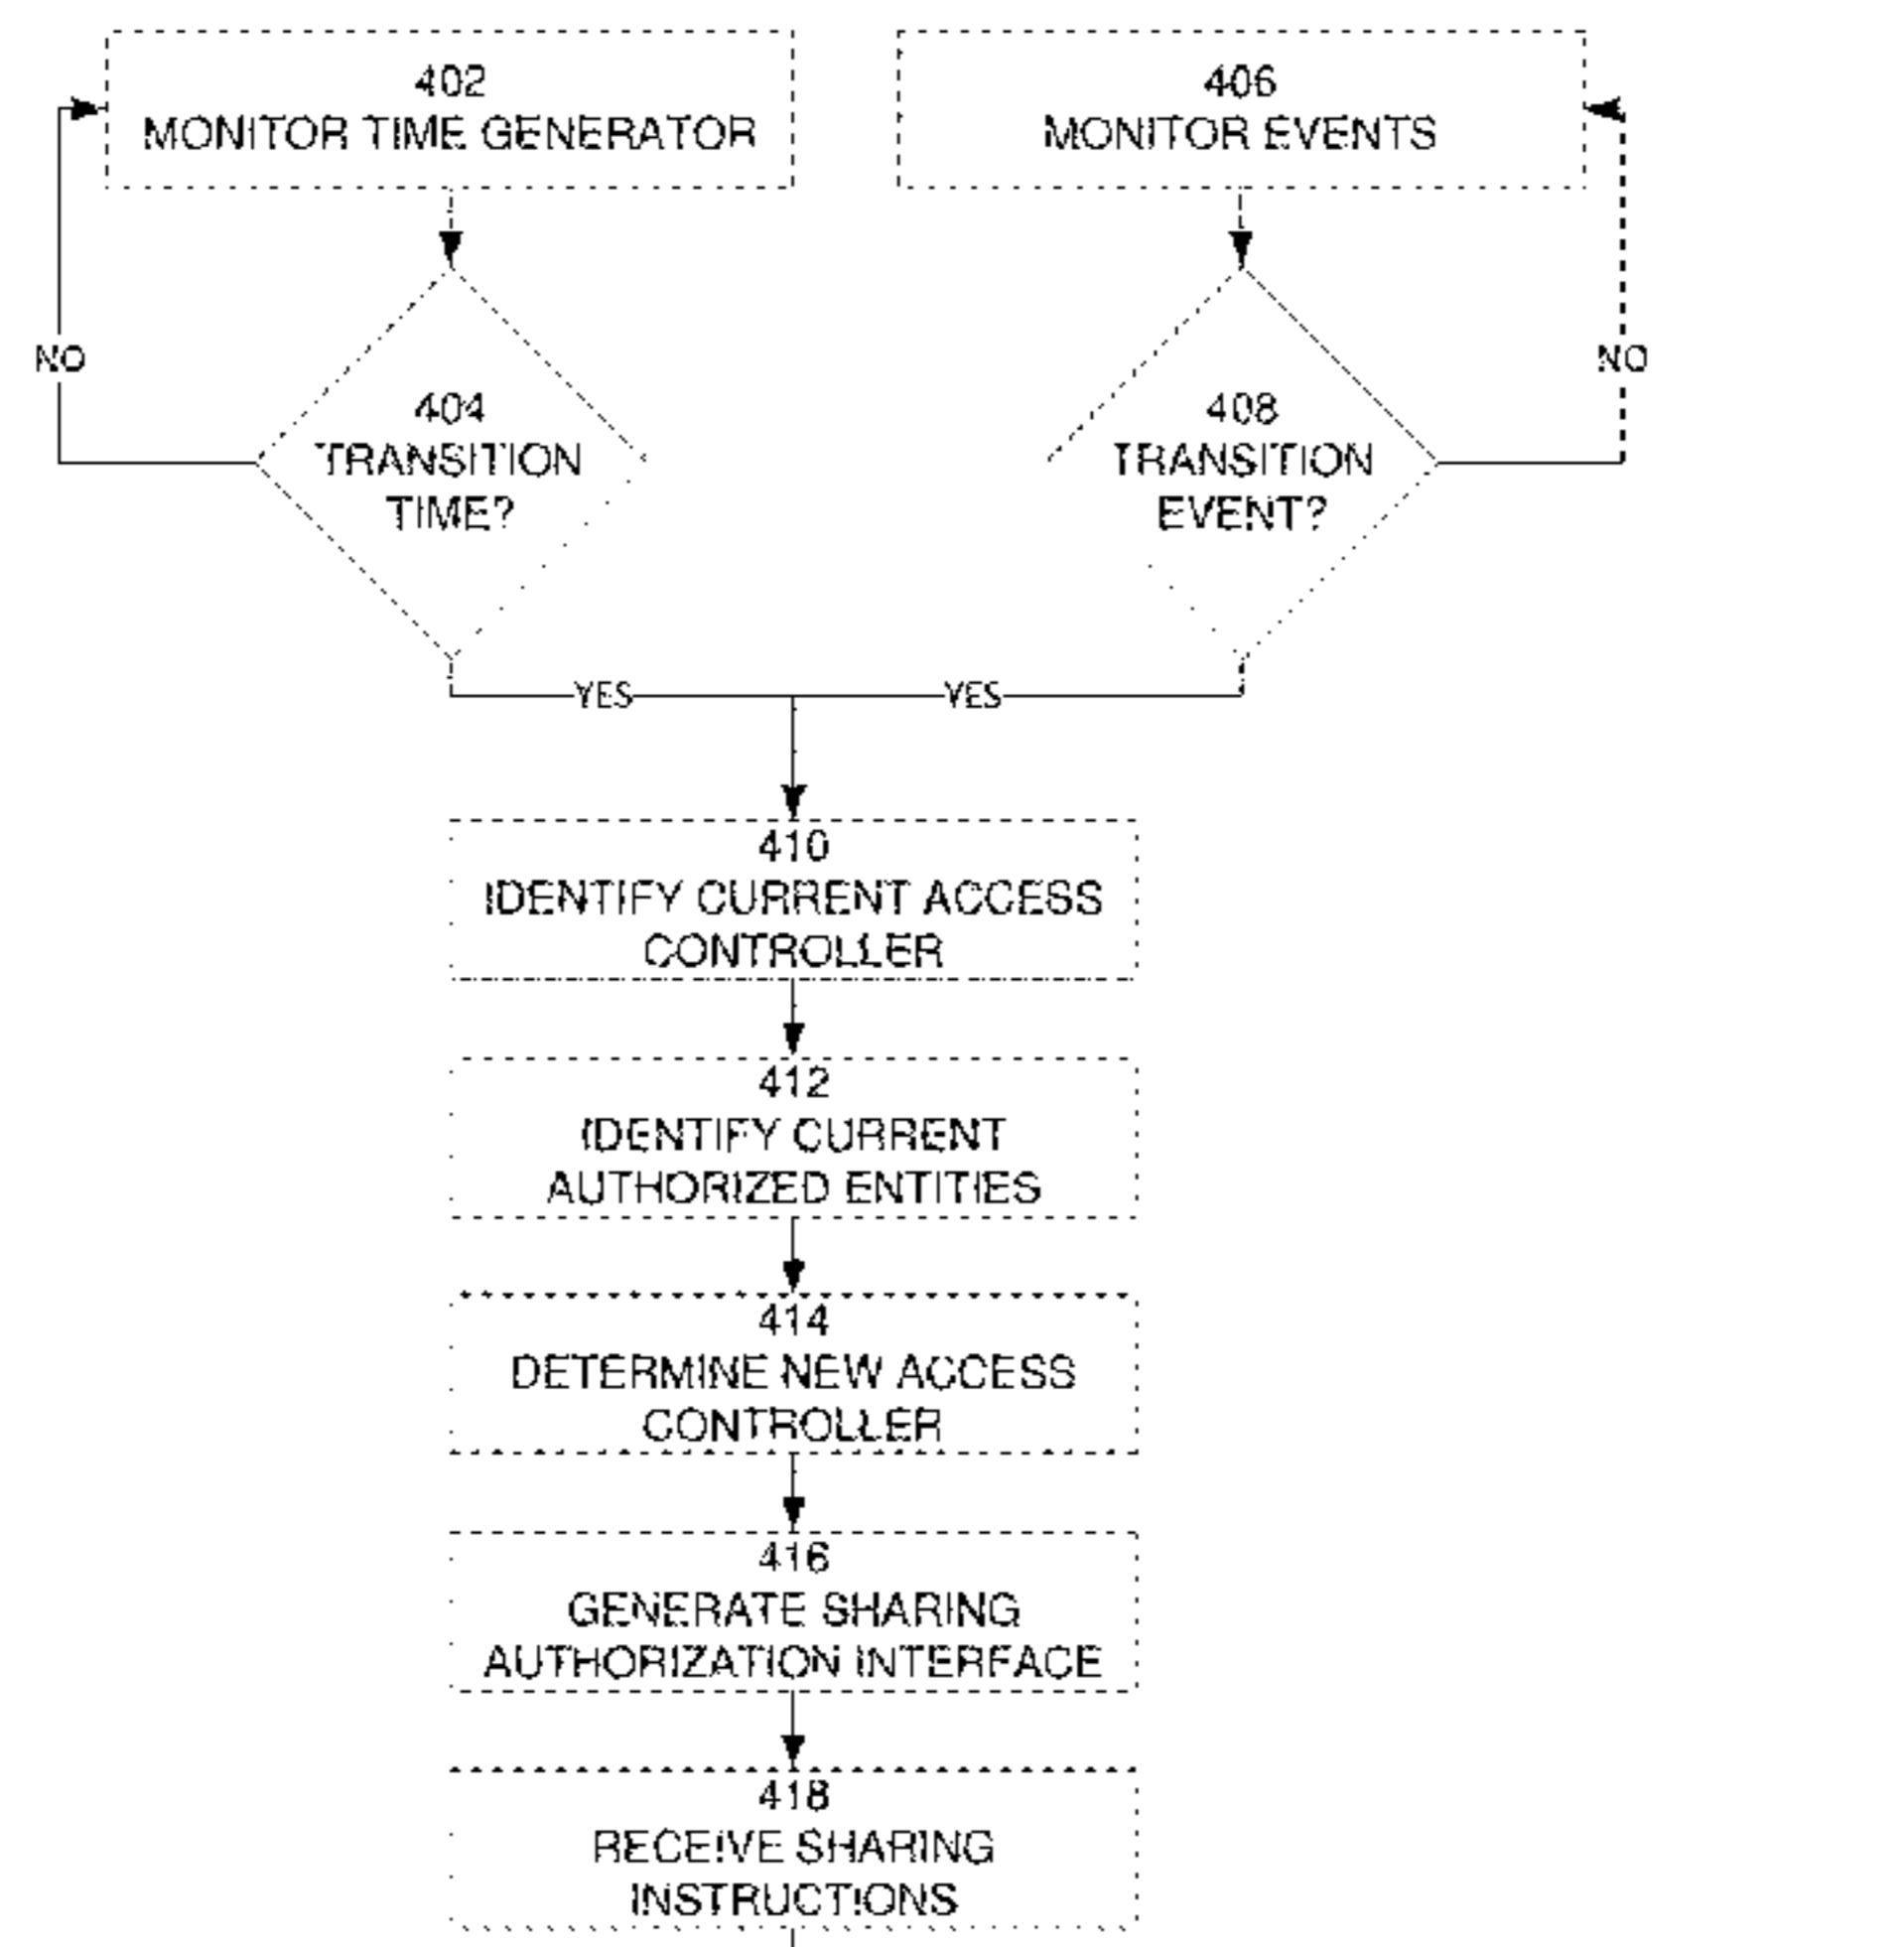 402
MONITOR TIME GENERATOR
406
MONITOR EVENTS
NO
404
TRANSITION
TIME?
408
TRANSITION
EVENT?
NO
YES
YES
410
IDENTIFY CURRENT ACCESS
CONTROLLER
412
IDENTIFY CURRENT
AUTHORIZED ENTITIES
414
DETERMINE NEW ACCESS
CONTROLLER
416
GENERATE SHARING
AUTHORIZATION INTERFACE
418
RECEIVE SHARING
INSTRUCTIONS